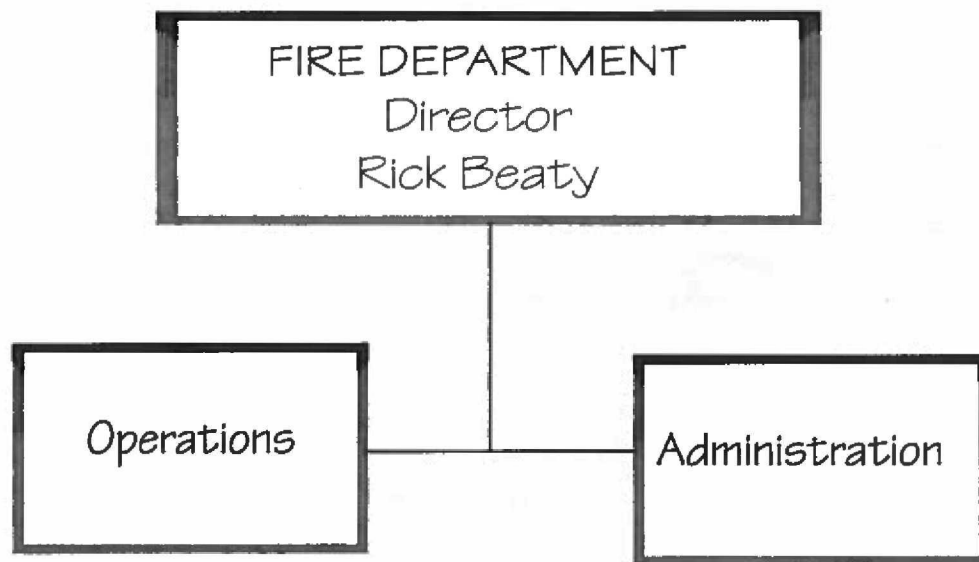 FIRE DEPARTMENT
Director
Rick Beaty
Operations
Administration